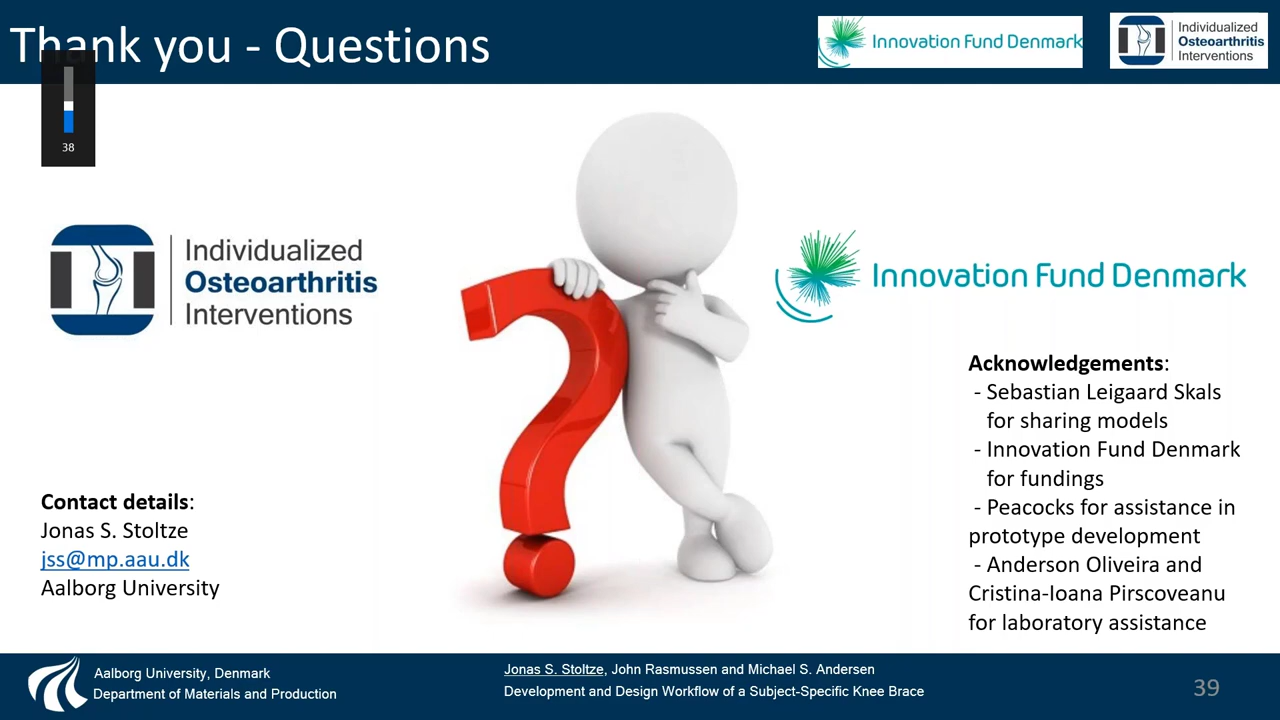 Thank you - Questions
Innovation Fund Denmark
Individualized
Osteoarthritis
Interventions
38
Individualized
Osteoarthritis
Interventions
Innovation Fund Denmark
Acknowledgements:
- Sebastian Leigaard Skals
for sharing models
- Innovation Fund Denmark
for fundings
- Peacocks for assistance in
prototype development
- Anderson Oliveira and
Cristina-Ioana Pirscoveanu
for laboratory assistance
Contact details:
Jonas S. Stoltze
jss@mp.aau.dk
Aalborg University
Aalborg University, Denmark
Department of Materials and Production
Jonas S. Stoltze, John Rasmussen and Michael S. Andersen
Development and Design Workflow of a Subject-Specific Knee Brace
39